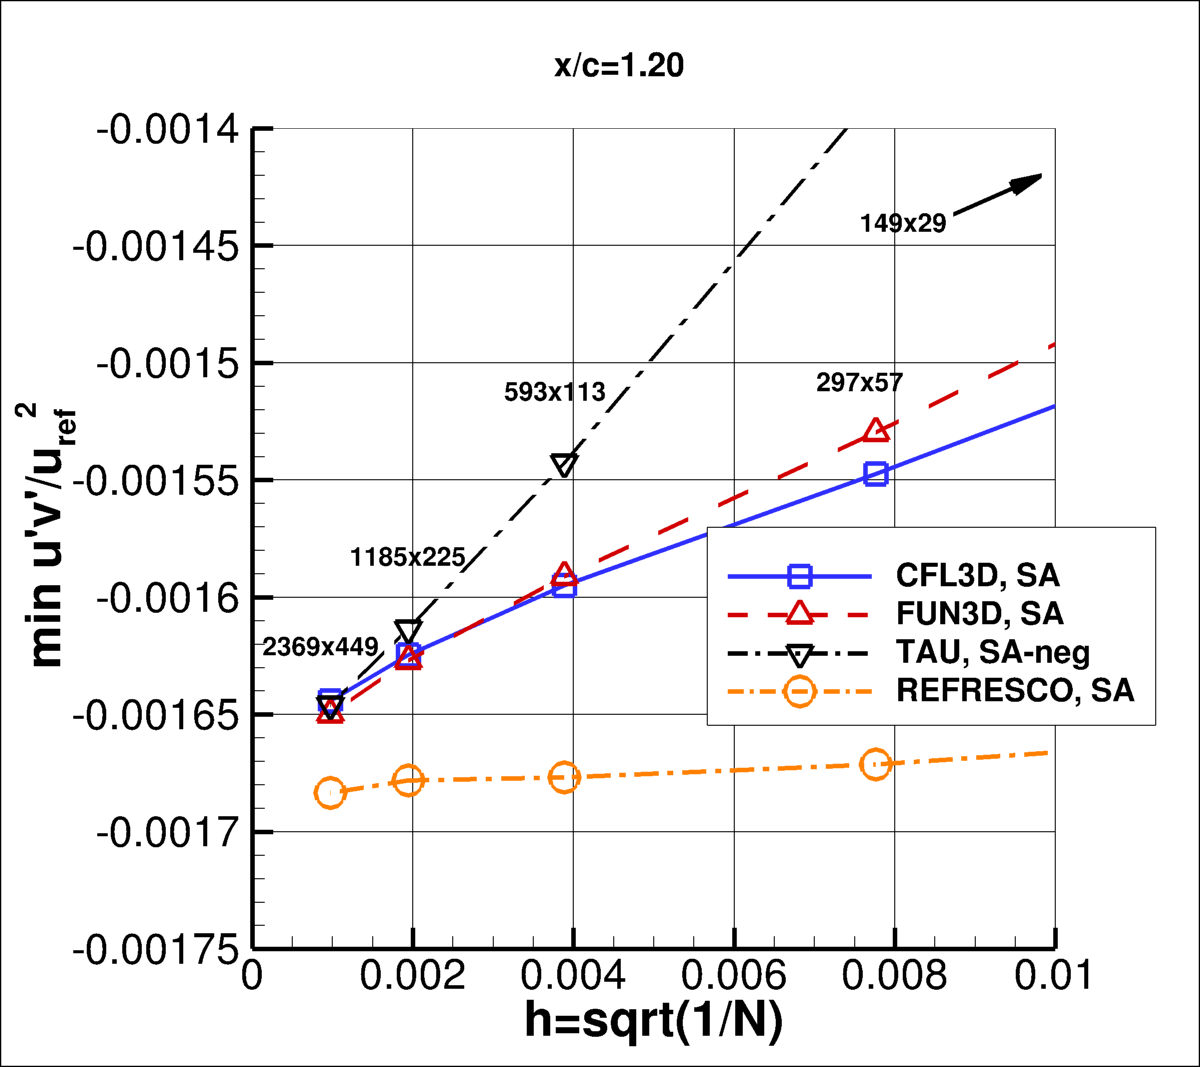 x/c=1.20
-0.0014
-0.00145
-0.0015
-0.00155
-0.0016
-0.00165
-0.0017
-0.00175
min u'v'/u_ref^2
149x29
297x57
593x113
1185x225
2369x449
CFL3D, SA
FUN3D, SA
TAU, SA-neg
REFRESCO, SA
0 0.002 0.004 0.006 0.008 0.01
h=sqrt(1/N)